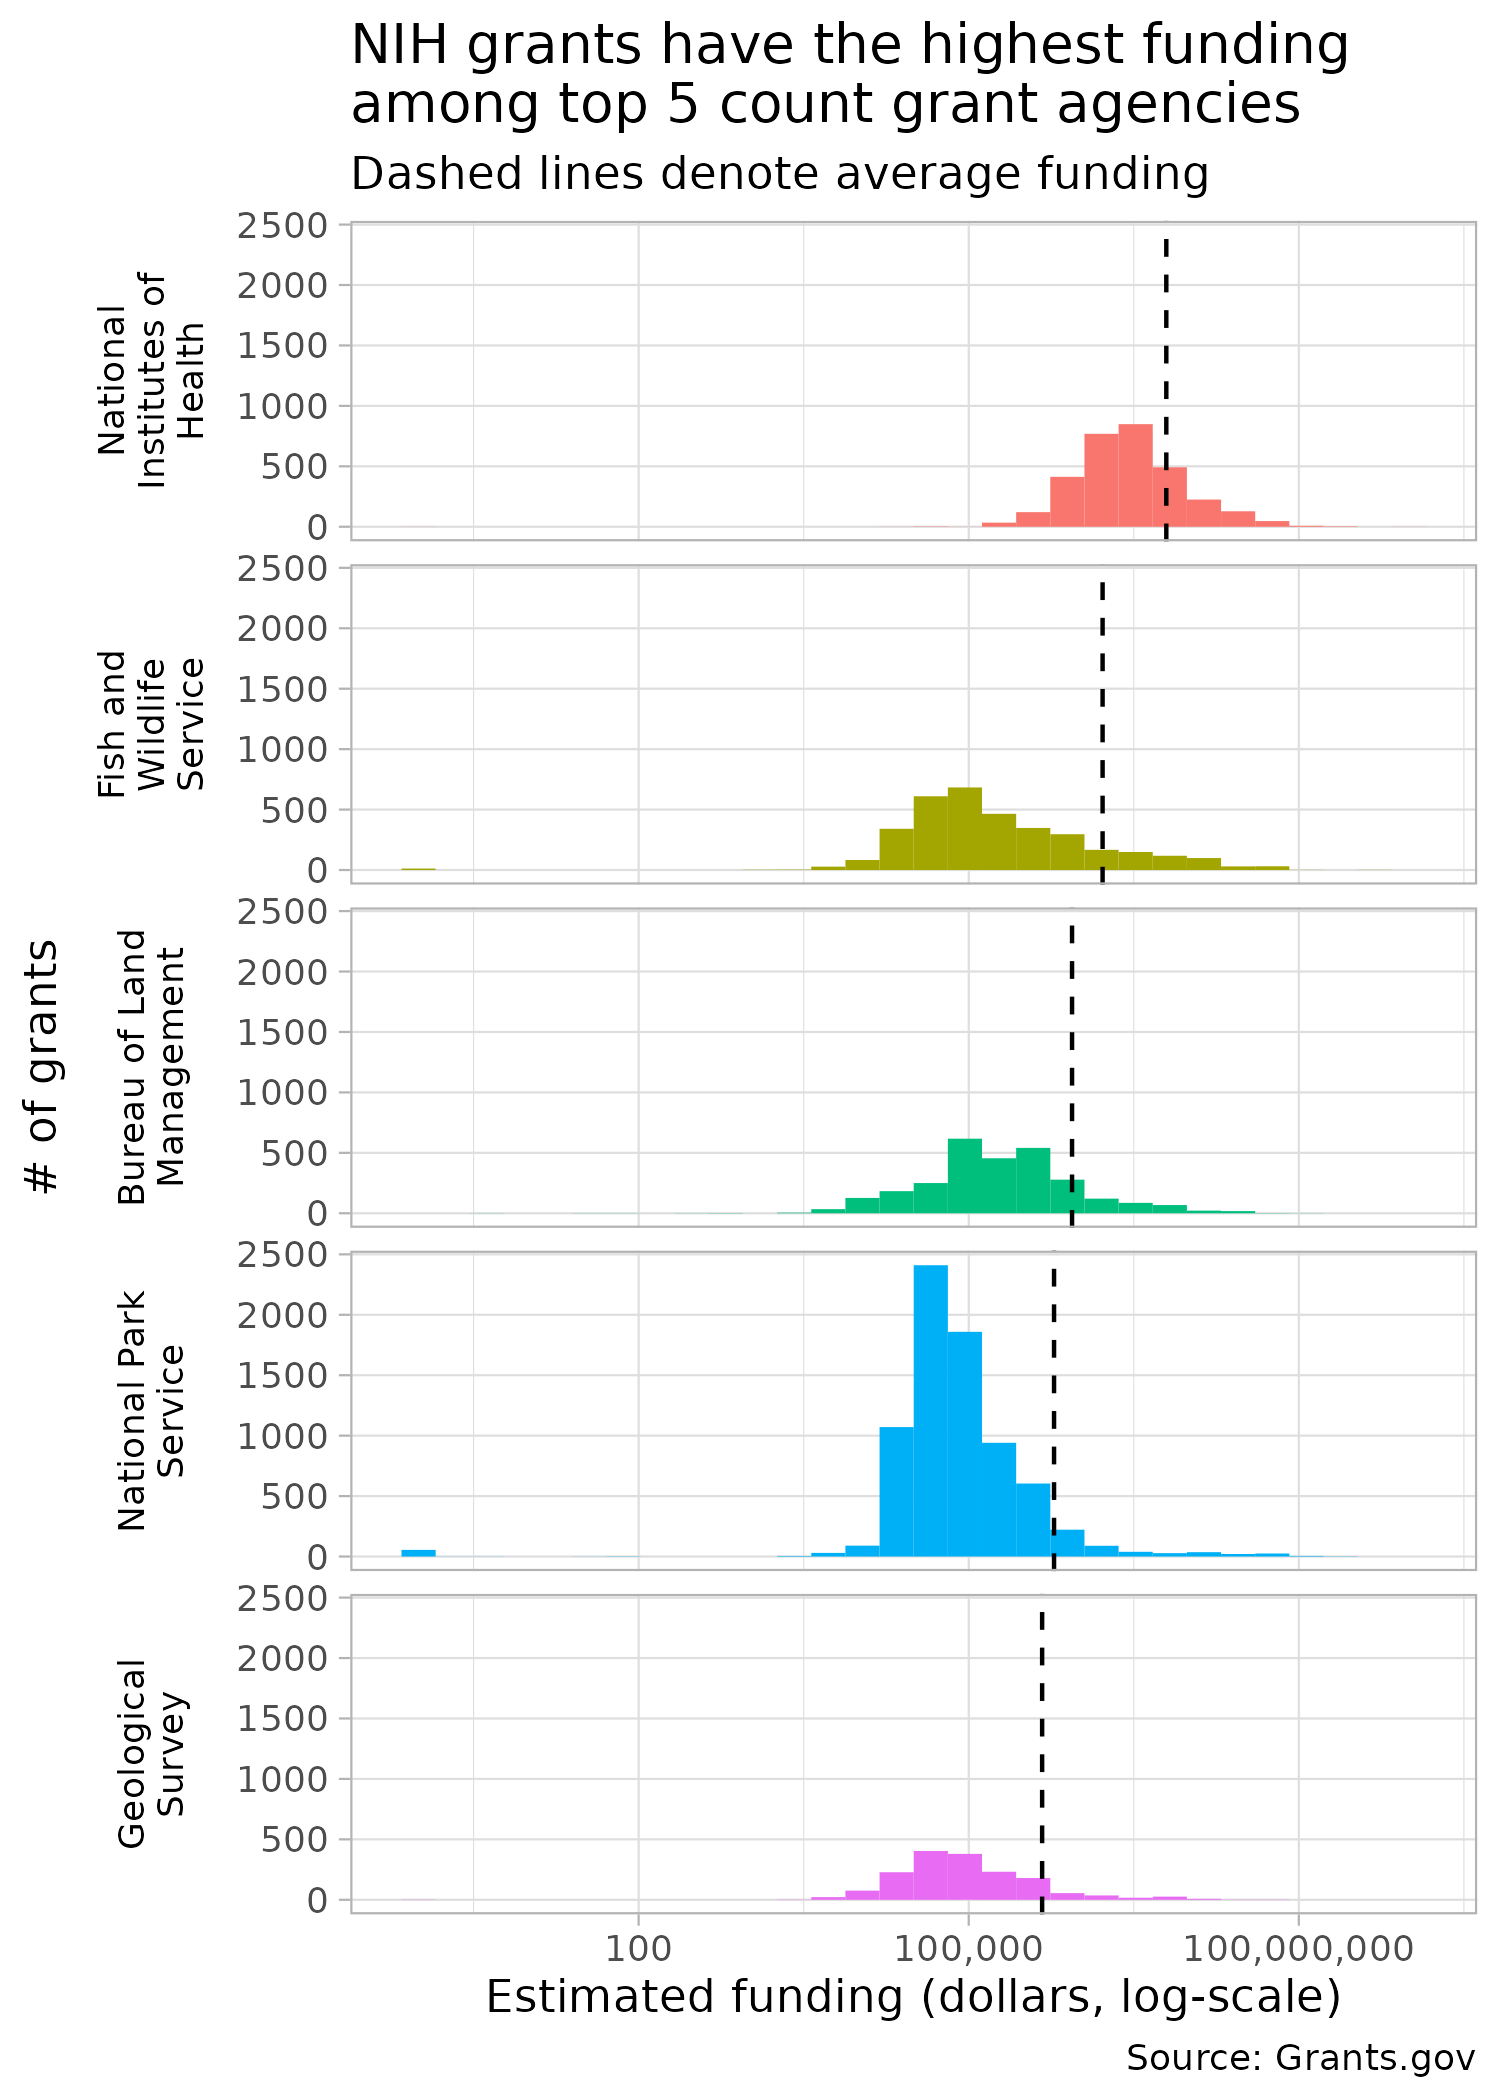 NIH grants have the highest funding
among top 5 count grant agencies
Dashed lines denote average funding
# of grants
National
Institutes of
Health
2500
2000
1500
1000
500
0
Fish and
Wildlife
Service
2500
2000
1500
1000
500
0
Bureau of Land
Management
2500
2000
1500
1000
500
0
National Park
Service
2500
2000
1500
1000
500
0
Geological
Survey
2500
2000
1500
1000
500
0
100 100,000 100,000,000
Estimated funding (dollars, log-scale)
Source: Grants.gov